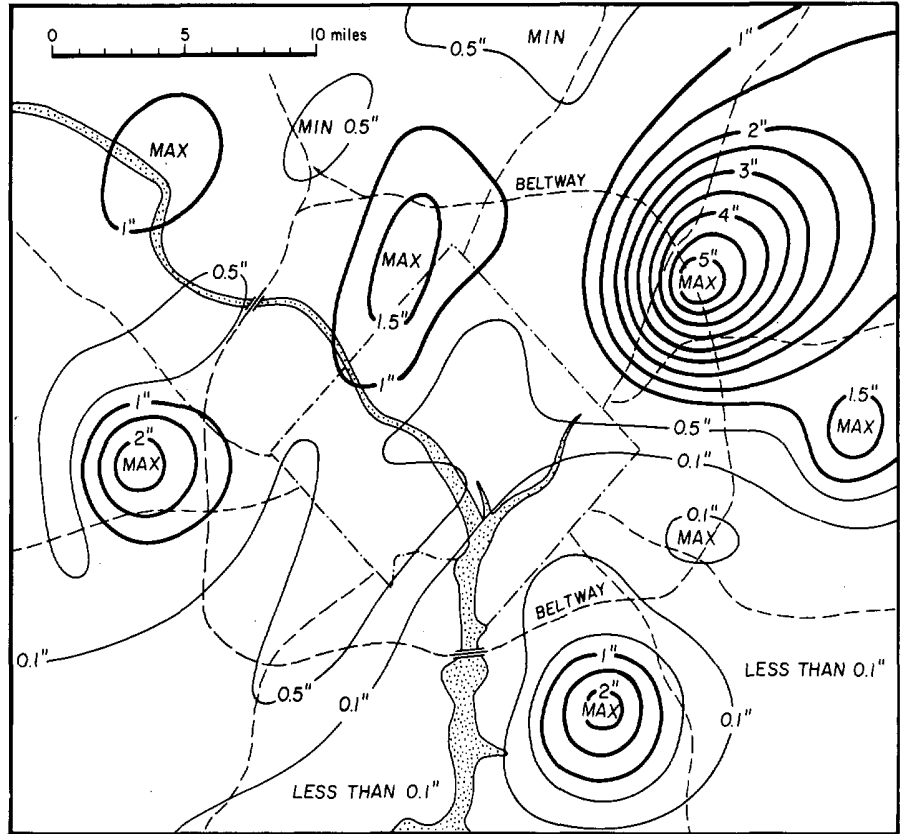 0 5 10 miles
0.5"
MIN
1"
MAX
MIN 0.5"
2"
BELTWAY
3"
1"
4"
MAX
0.5"
5"
MAX
1.5"
1"
1"
1.5"
MAX
0.5"
2"
MAX
0.1"
0.1"
MAX
BELTWAY
0.1"
1"
LESS THAN 0.1"
0.5"
0.1"
2"
MAX
0.1"
LESS THAN 0.1"